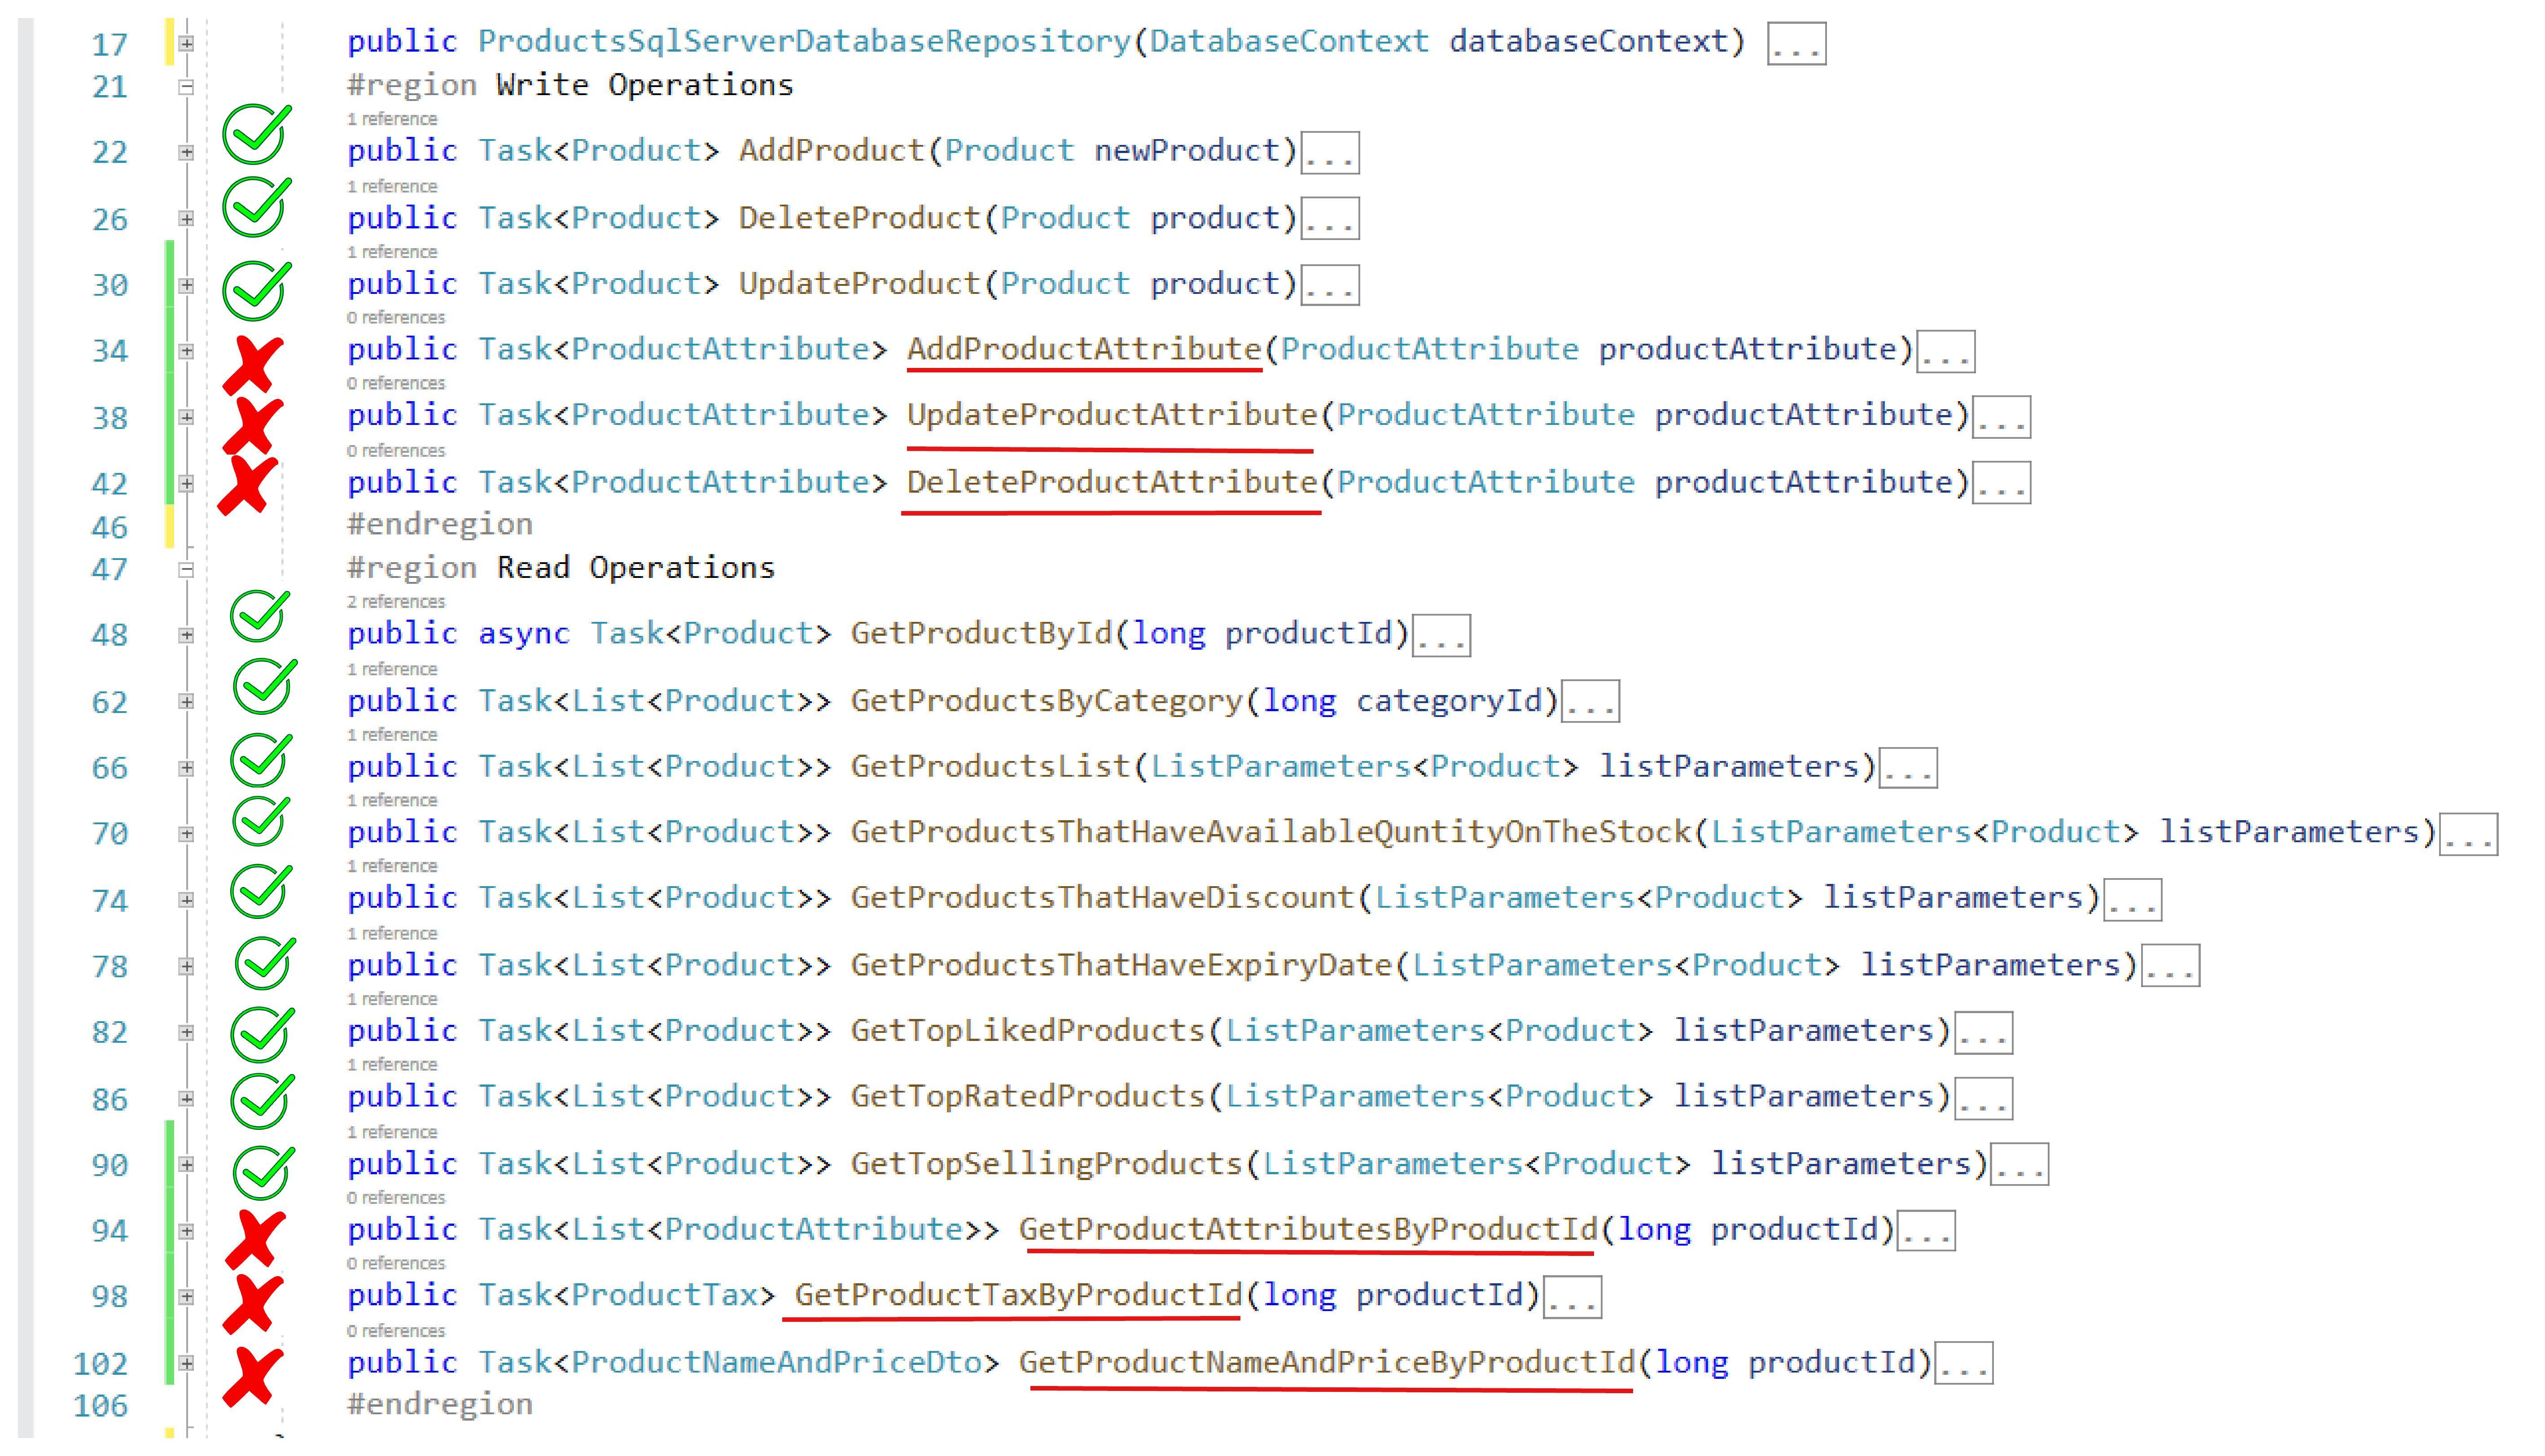 17 public ProductsSqlServerDatabaseRepository(DatabaseContext databaseContext) ...
21 #region Write Operations
1 reference
22 public Task<Product> AddProduct(Product newProduct)...
1 reference
26 public Task<Product> DeleteProduct(Product product)...
1 reference
30 public Task<Product> UpdateProduct(Product product)...
0 references
34 public Task<ProductAttribute> AddProductAttribute(ProductAttribute productAttribute)...
0 references
38 public Task<ProductAttribute> UpdateProductAttribute(ProductAttribute productAttribute)...
0 references
42 public Task<ProductAttribute> DeleteProductAttribute(ProductAttribute productAttribute)...
46 #endregion
47 #region Read Operations
2 references
48 public async Task<Product> GetProductById(long productId)...
1 reference
62 public Task<List<Product>> GetProductsByCategory(long categoryId)...
1 reference
66 public Task<List<Product>> GetProductsList(ListParameters<Product> listParameters)...
1 reference
70 public Task<List<Product>> GetProductsThatHaveAvailableQuntityOnTheStock(ListParameters<Product> listParameters)...
1 reference
74 public Task<List<Product>> GetProductsThatHaveDiscount(ListParameters<Product> listParameters)...
1 reference
78 public Task<List<Product>> GetProductsThatHaveExpiryDate(ListParameters<Product> listParameters)...
1 reference
82 public Task<List<Product>> GetTopLikedProducts(ListParameters<Product> listParameters)...
1 reference
86 public Task<List<Product>> GetTopRatedProducts(ListParameters<Product> listParameters)...
1 reference
90 public Task<List<Product>> GetTopSellingProducts(ListParameters<Product> listParameters)...
0 references
94 public Task<List<ProductAttribute>> GetProductAttributesByProductId(long productId)...
0 references
98 public Task<ProductTax> GetProductTaxByProductId(long productId)...
0 references
102 public Task<ProductNameAndPriceDto> GetProductNameAndPriceByProductId(long productId)...
106 #endregion